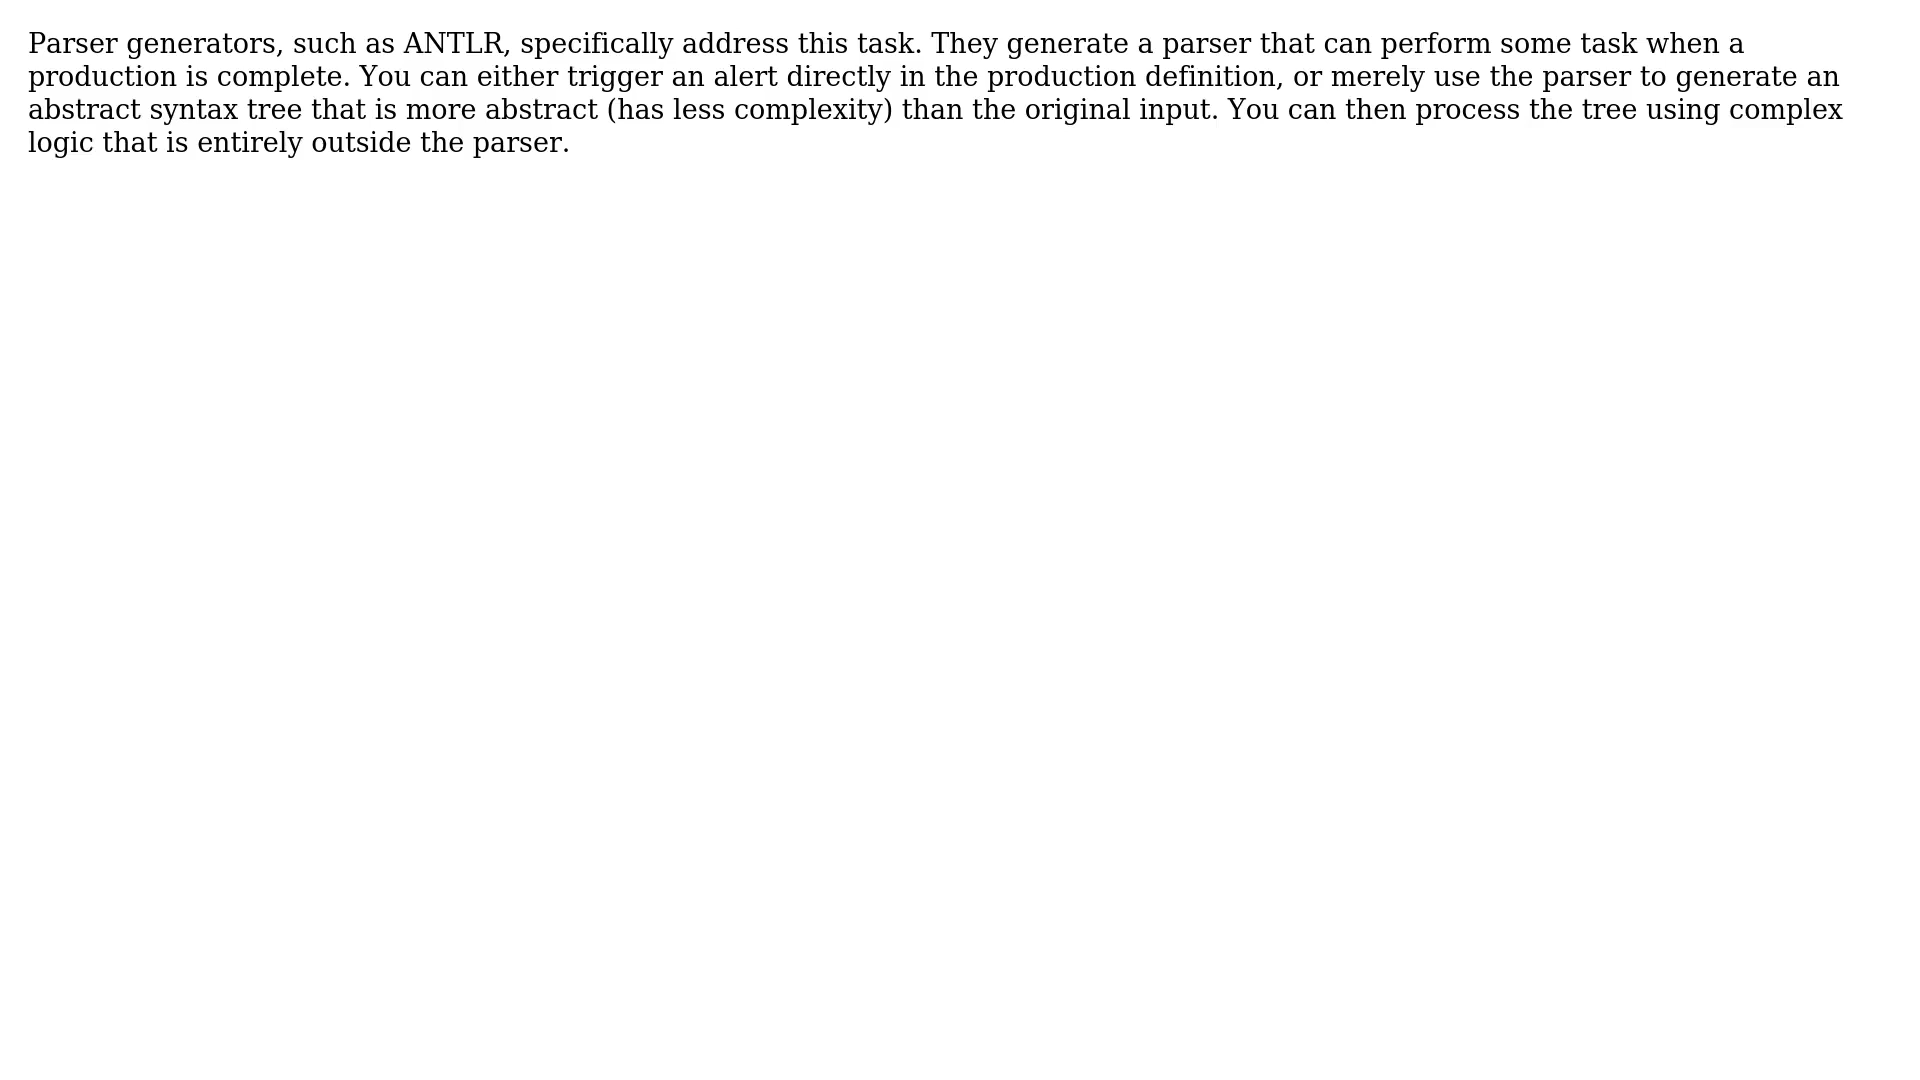 Parser generators, such as ANTLR, specifically address this task. They generate a parser that can perform some task when a
production is complete. You can either trigger an alert directly in the production definition, or merely use the parser to generate an
abstract syntax tree that is more abstract (has less complexity) than the original input. You can then process the tree using complex
logic that is entirely outside the parser.